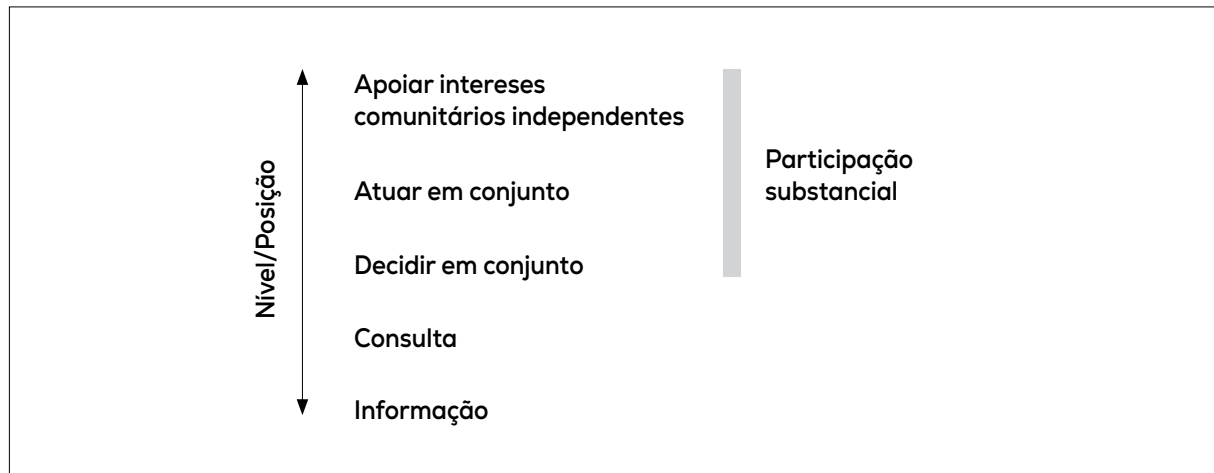 Nível/Posição
Apoiar intereses
comunitários independentes
Atuar em conjunto
Decidir em conjunto
Consulta
Informação
Participação
substancial